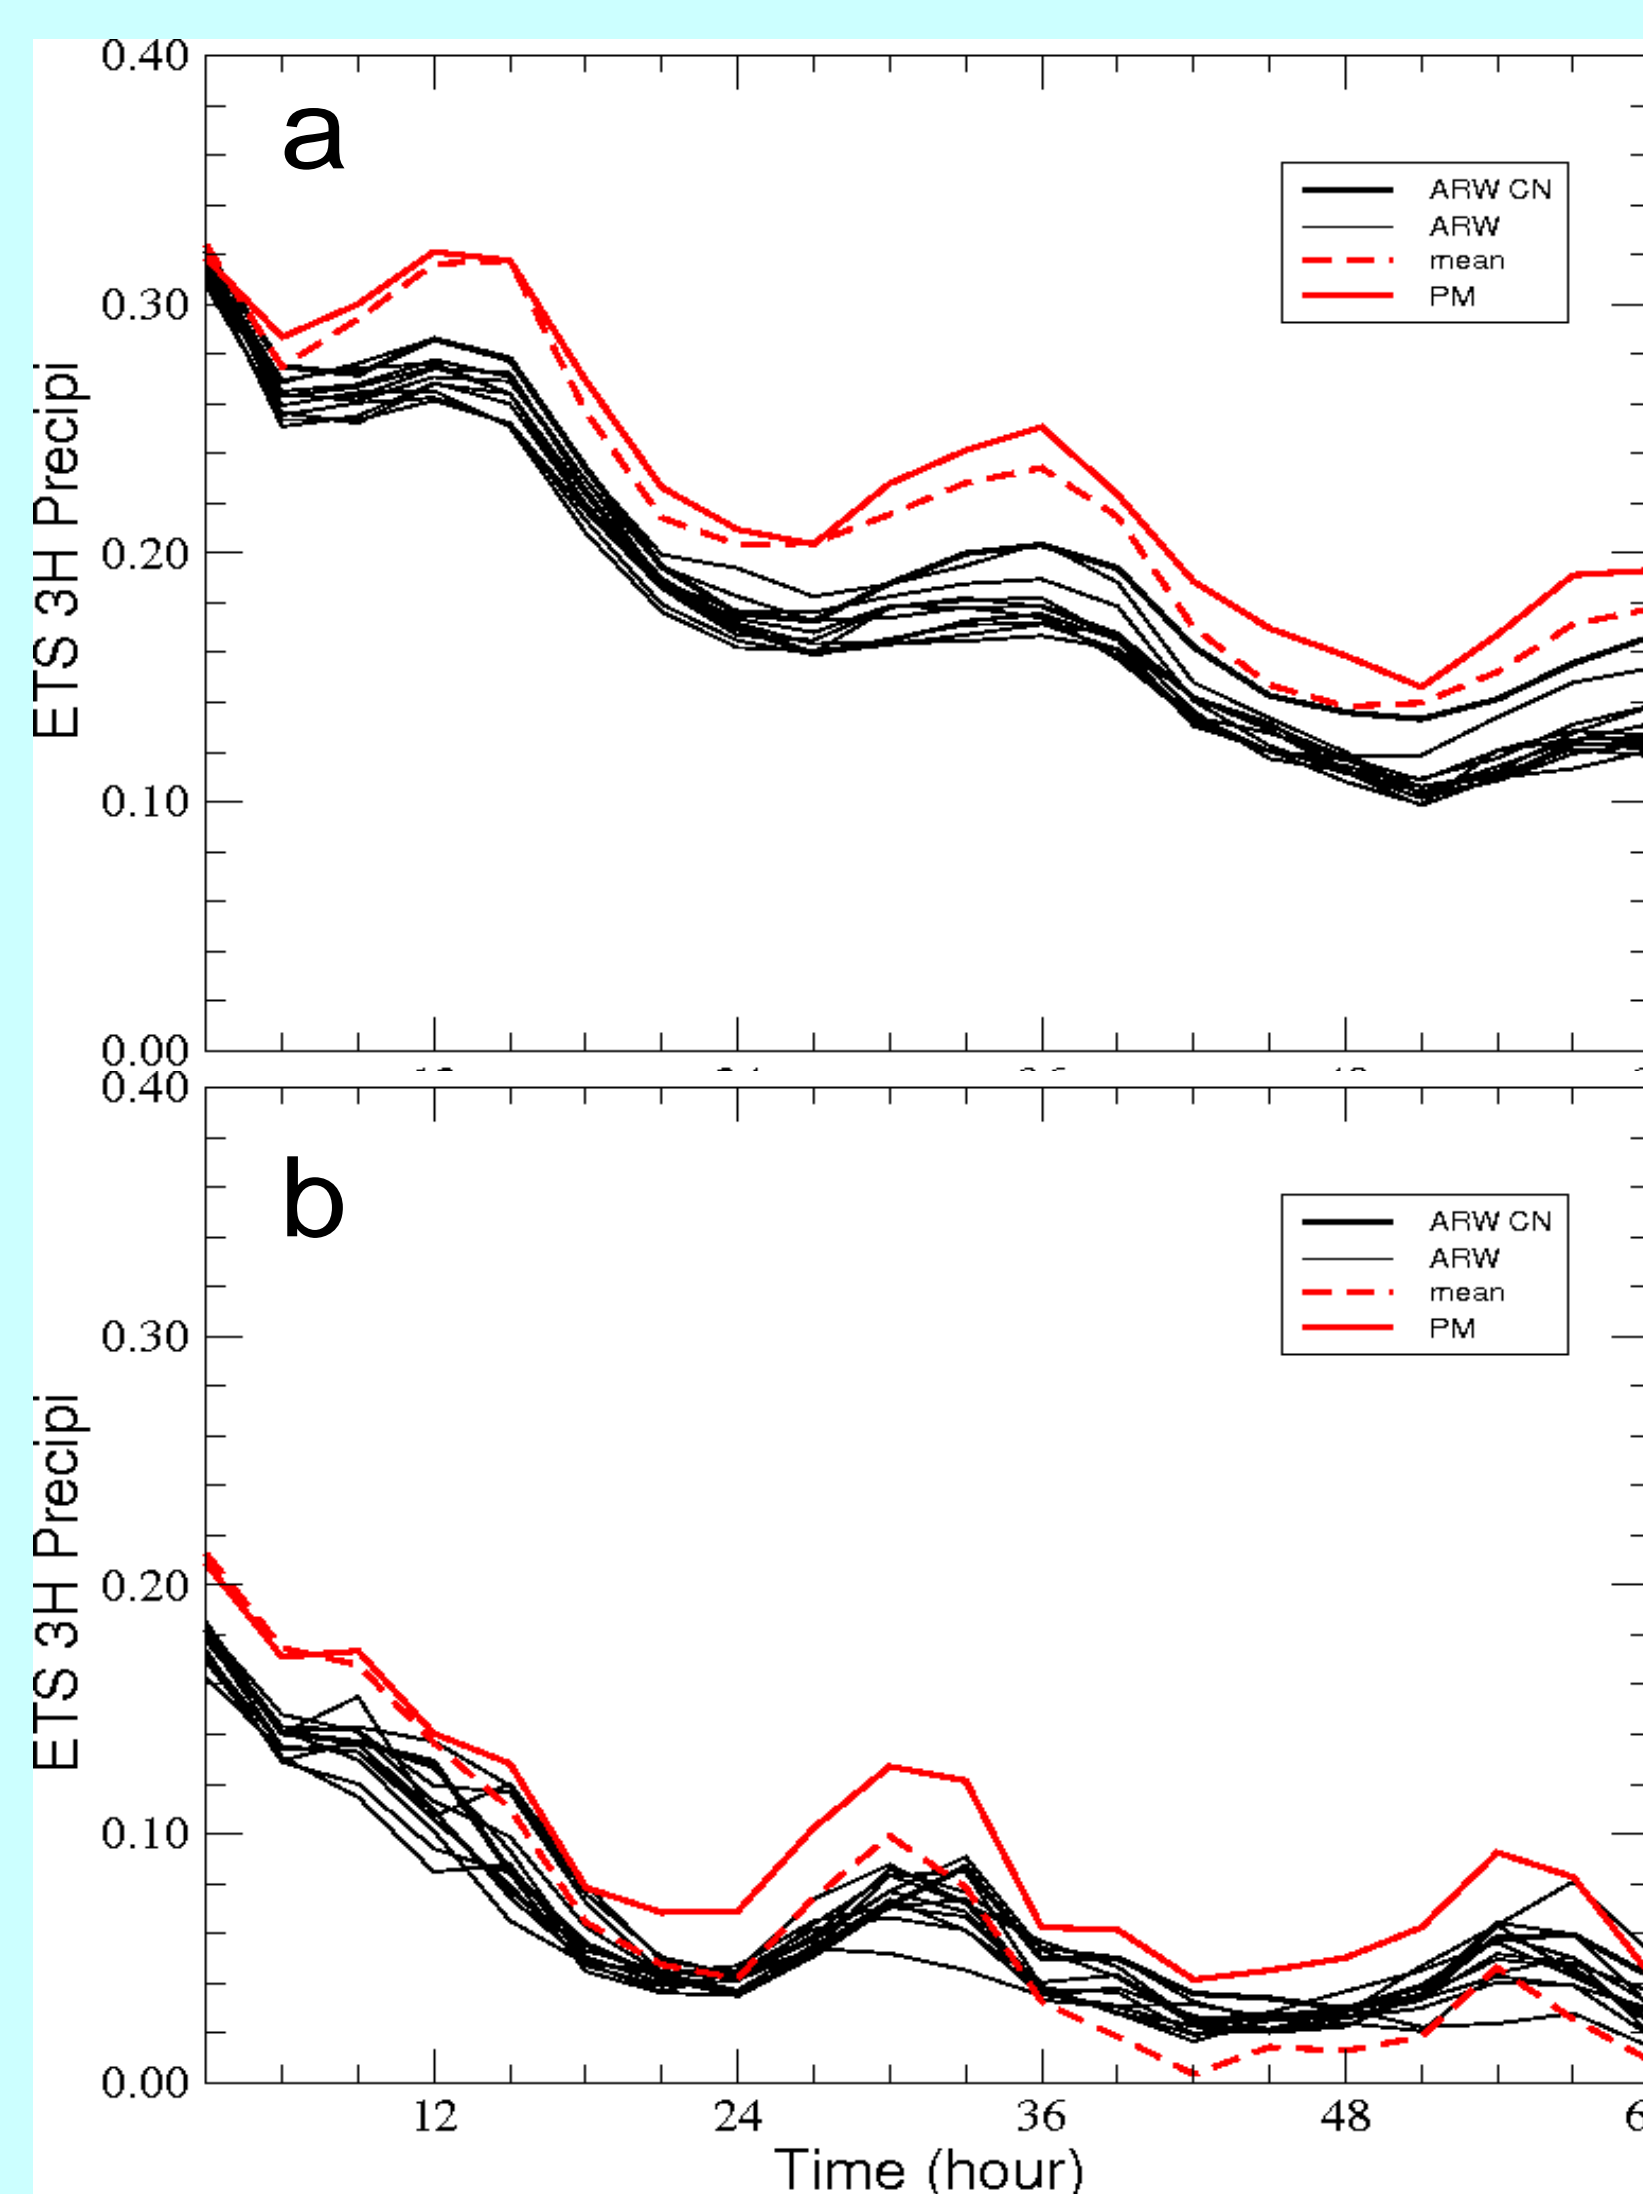 0.40
a
ARW CN
ARW
mean
PM
0.30
ETS 3H Precipi
0.20
0.10
0.00
0.40
b
ARW CN
ARW
mean
PM
0.30
ETS 3H Precipi
0.20
0.10
0.00
12 24 36 48
Time (hour)